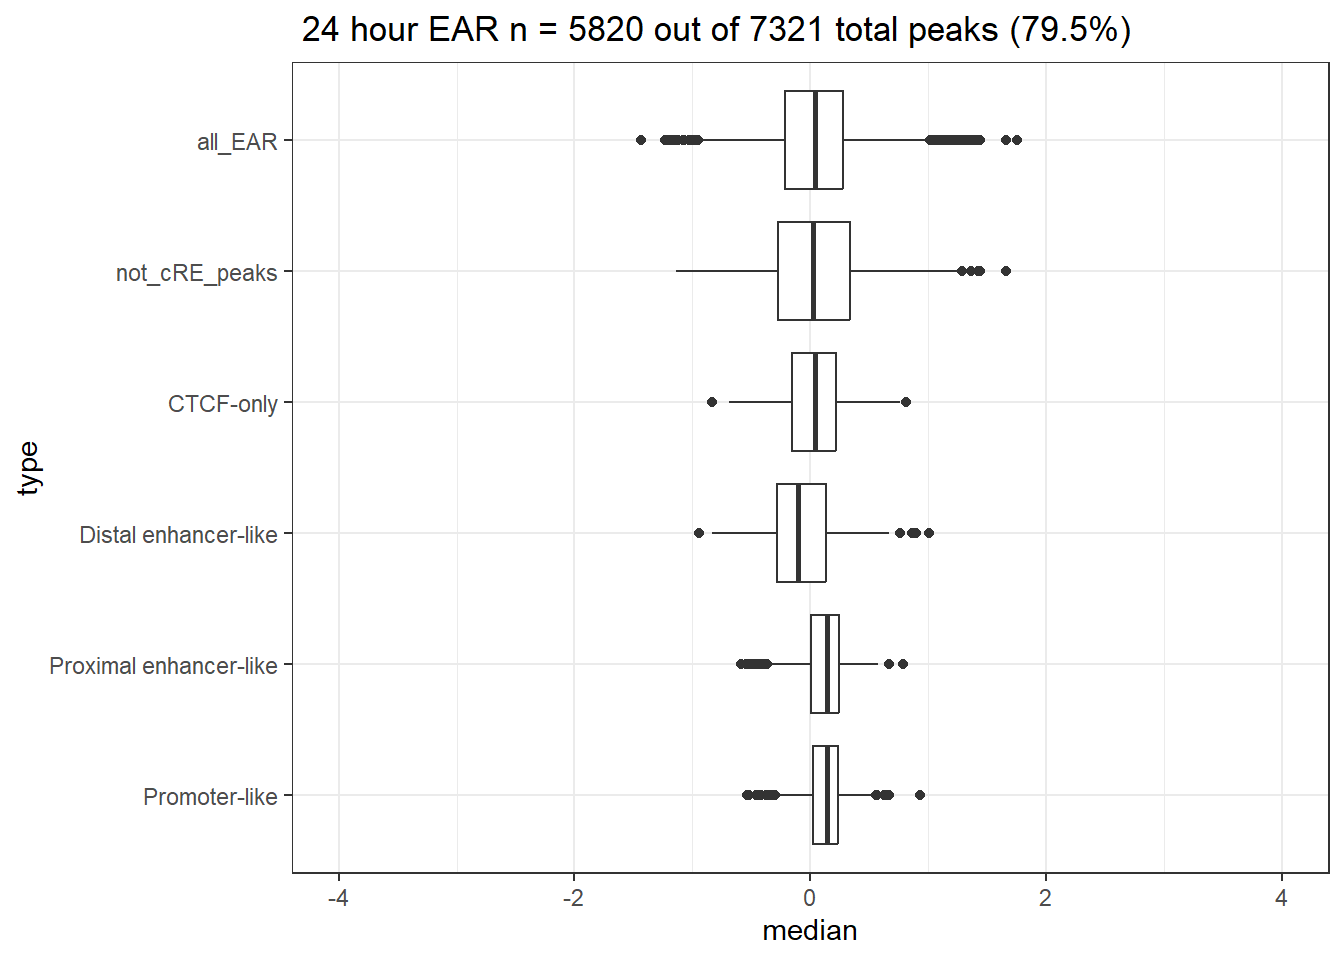 24 hour EAR n = 5820 out of 7321 total peaks (79.5%)
all_EAR
not_cRE_peaks
CTCF-only
Distal enhancer-like
Proximal enhancer-like
Promoter-like
type
-4 -2 0 2 4
median